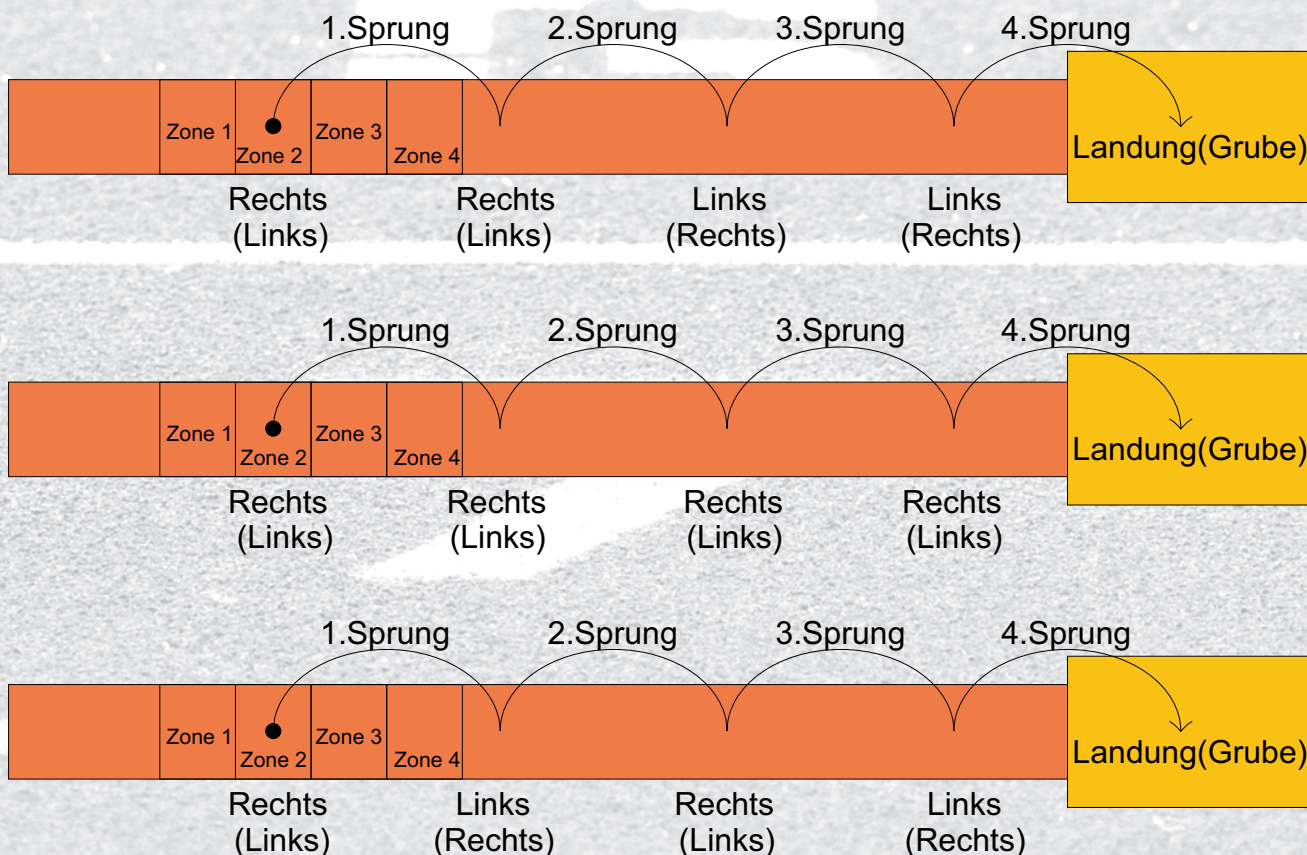 1.Sprung 2.Sprung 3.Sprung 4.Sprung
Zone 1 Zone 2 Zone 3 Zone 4 Landung(Grube)
Rechts Rechts Links Links
(Links) (Links) (Rechts) (Rechts)
1.Sprung 2.Sprung 3.Sprung 4.Sprung
Zone 1 Zone 2 Zone 3 Zone 4 Landung(Grube)
Rechts Rechts Rechts Rechts
(Links) (Links) (Links) (Links)
1.Sprung 2.Sprung 3.Sprung 4.Sprung
Zone 1 Zone 2 Zone 3 Zone 4 Landung(Grube)
Rechts Links Rechts Links
(Links) (Rechts) (Links) (Rechts)